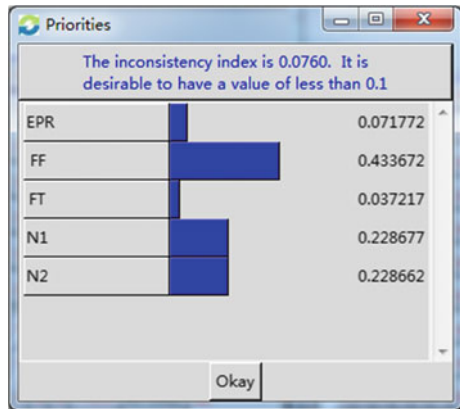 Priorities
The inconsistency index is 0.0760. It is
desirable to have a value of less than 0.1
EPR 0.071772
FF 0.433672
FT 0.037217
N1 0.228677
N2 0.228662
Okay